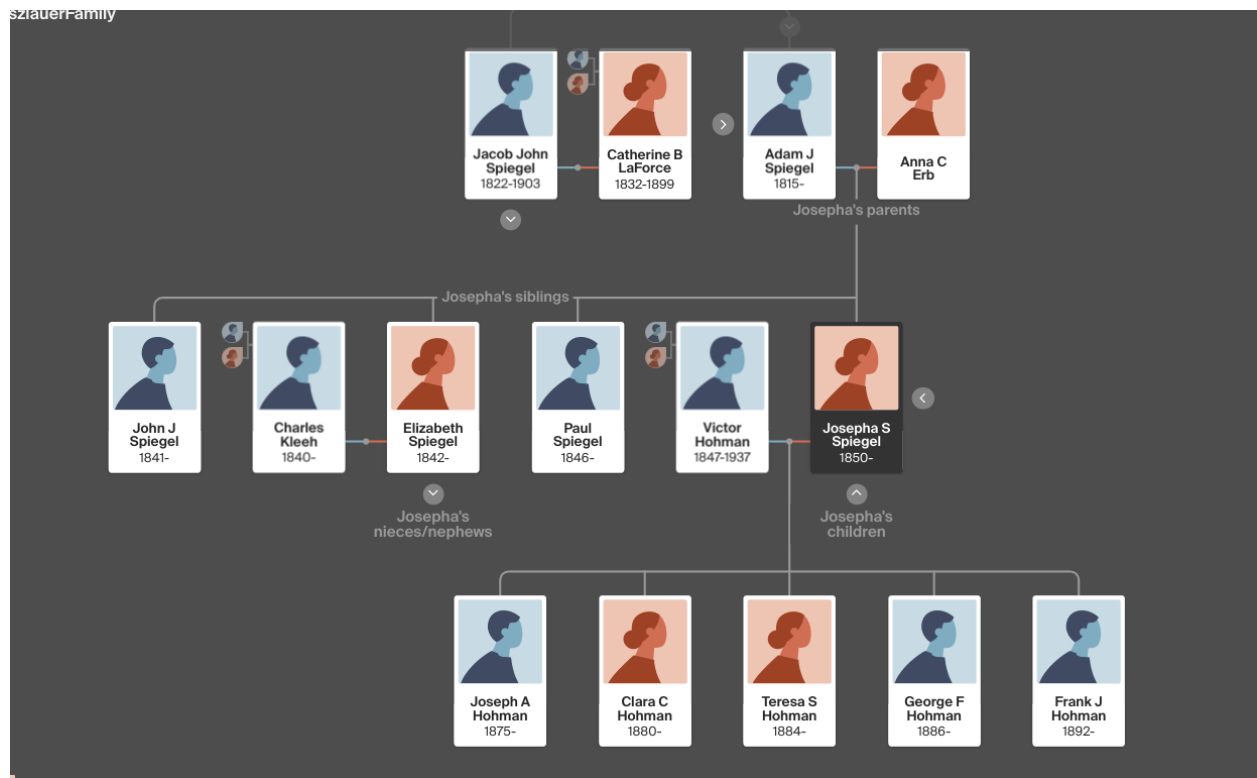 szlauerFamily
Jacob John
Spiegel
1822-1903
Catherine B
LaForce
1832-1899
Adam J
Spiegel
1815-
Anna C
Erb
Josepha's parents
Josepha's siblings
John J
Spiegel
1841-
Charles
Kleeh
1840-
Elizabeth
Spiegel
1842-
Paul
Spiegel
1846-
Victor
Hohman
1847-1937
Josepha S
Spiegel
1850-
Josepha's
nieces/nephews
Josepha's
children
Joseph A
Hohman
1875-
Clara C
Hohman
1880-
Teresa S
Hohman
1884-
George F
Hohman
1886-
Frank J
Hohman
1892-